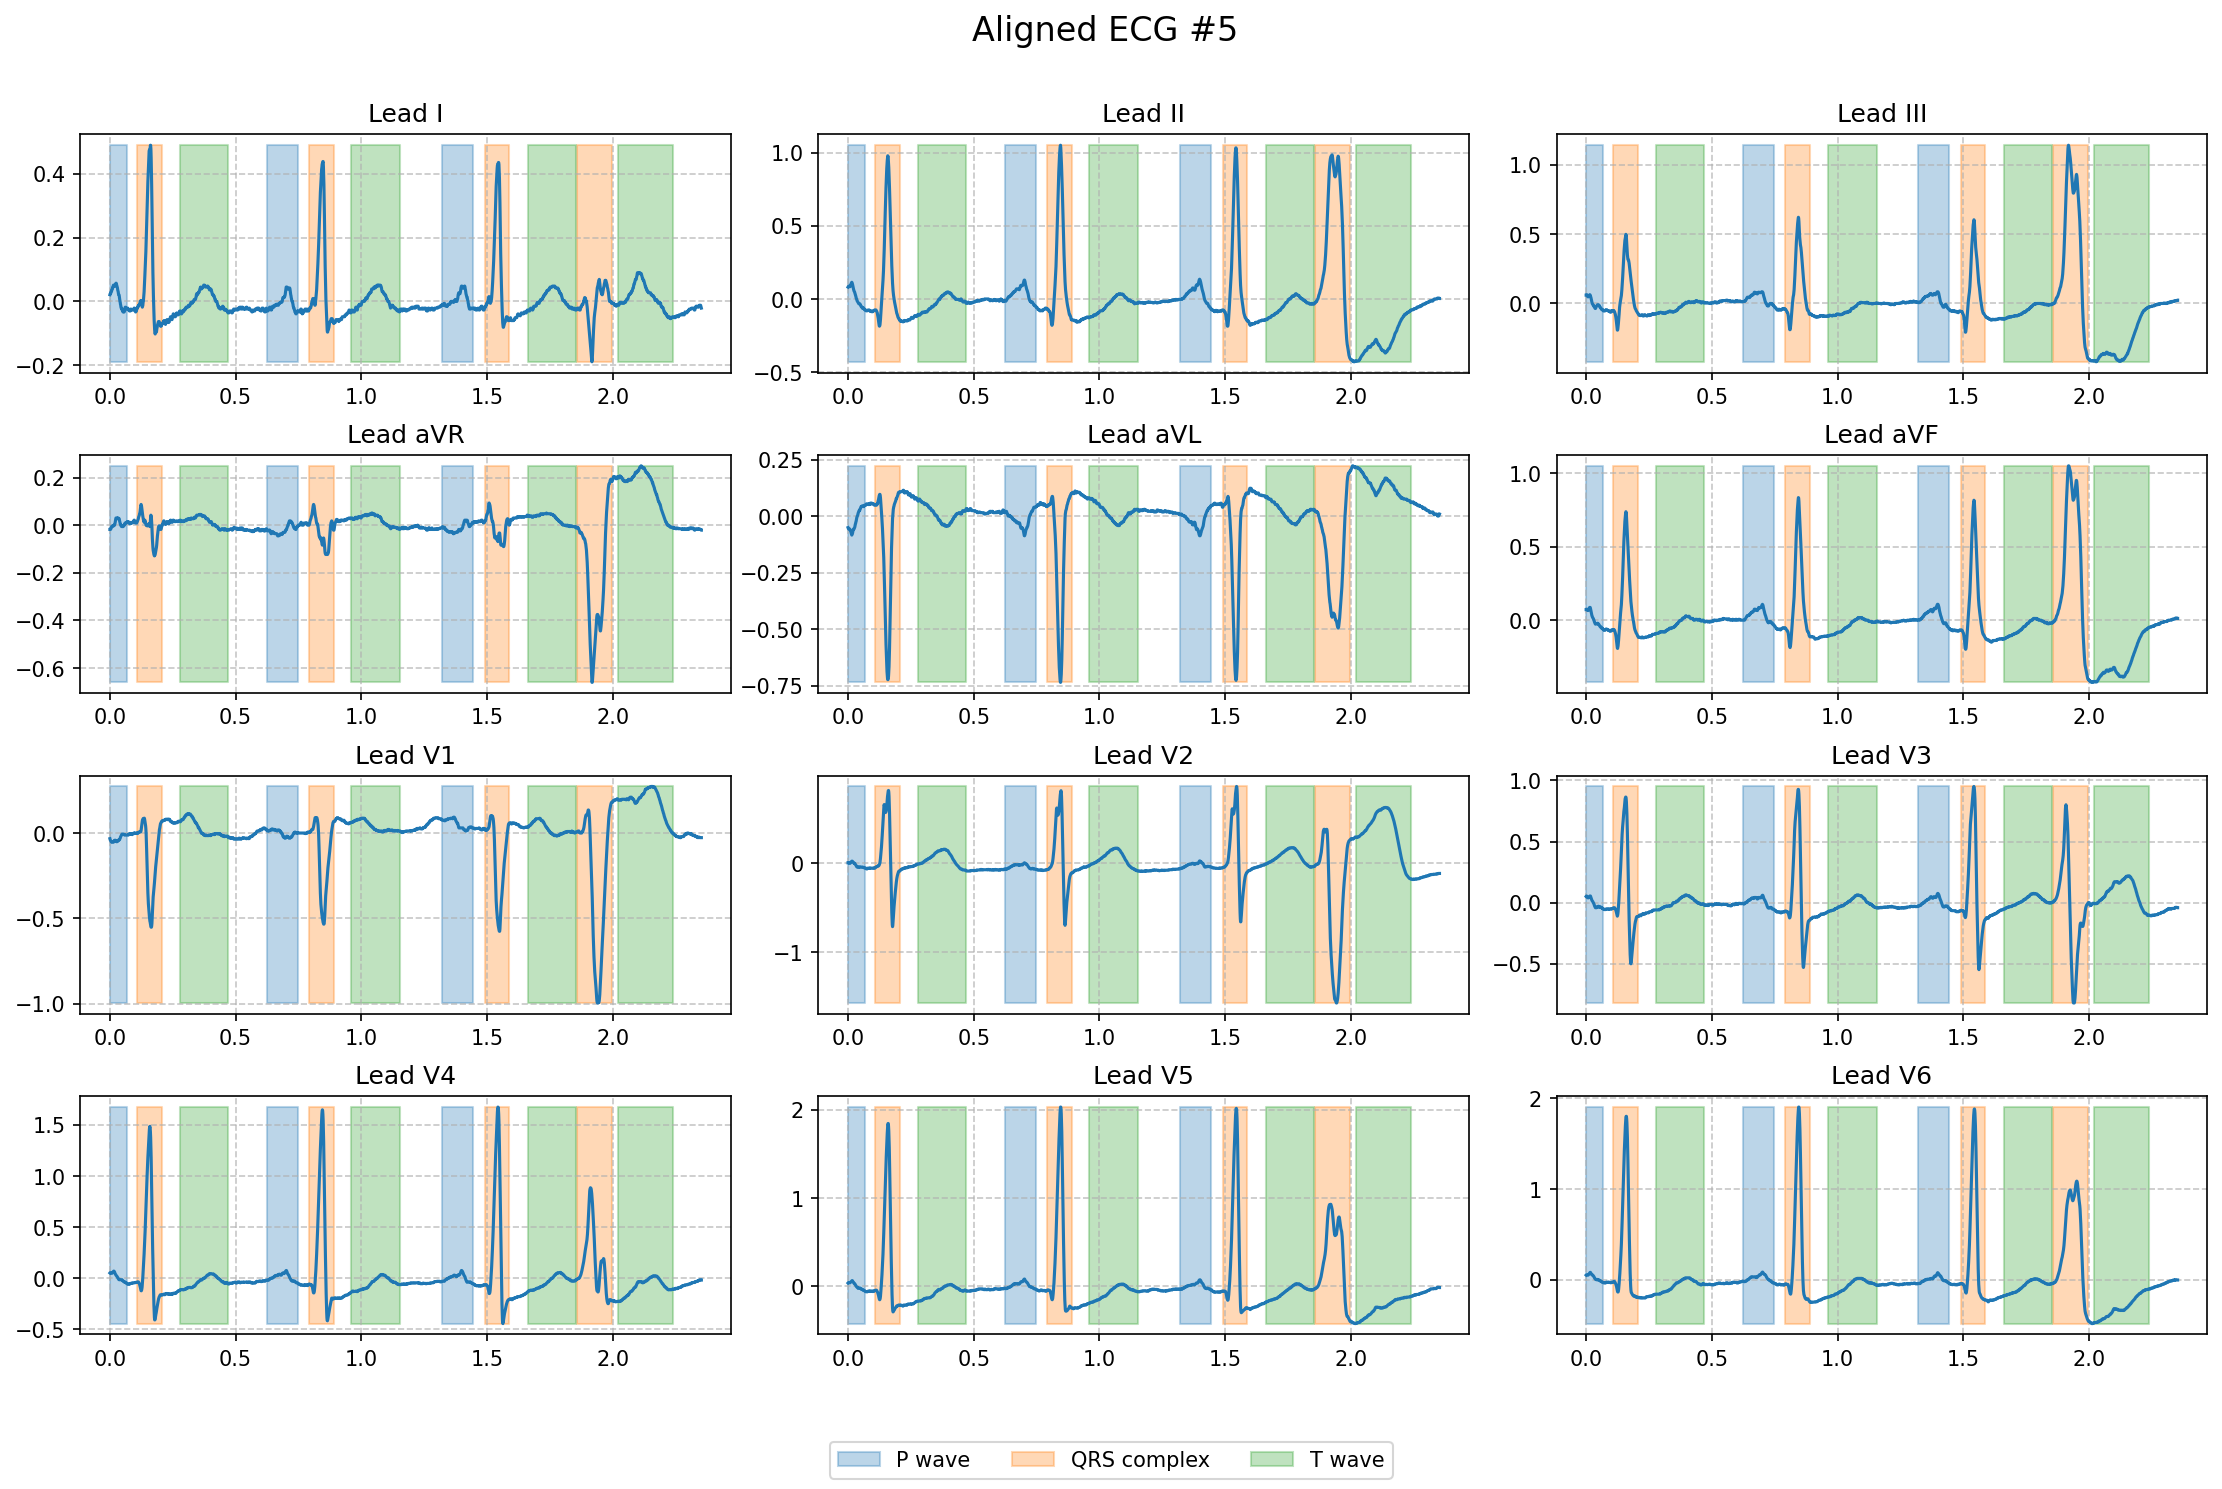 Aligned ECG #5
Lead I
Lead II
Lead III
0.4
0.2
0.0
−0.2
0.0 0.5 1.0 1.5 2.0
1.0
0.5
0.0
−0.5
0.0 0.5 1.0 1.5 2.0
1.0
0.5
0.0
0.0 0.5 1.0 1.5 2.0
Lead aVR
Lead aVL
Lead aVF
0.2
0.0
−0.2
−0.4
−0.6
0.0 0.5 1.0 1.5 2.0
0.25
0.00
−0.25
−0.50
−0.75
0.0 0.5 1.0 1.5 2.0
1.0
0.5
0.0
0.0 0.5 1.0 1.5 2.0
Lead V1
Lead V2
Lead V3
0.0
−0.5
−1.0
0.0 0.5 1.0 1.5 2.0
0
−1
0.0 0.5 1.0 1.5 2.0
1.0
0.5
0.0
−0.5
0.0 0.5 1.0 1.5 2.0
Lead V4
Lead V5
Lead V6
1.5
1.0
0.5
0.0
−0.5
0.0 0.5 1.0 1.5 2.0
2
1
0
0.0 0.5 1.0 1.5 2.0
2
1
0
0.0 0.5 1.0 1.5 2.0
P wave QRS complex T wave